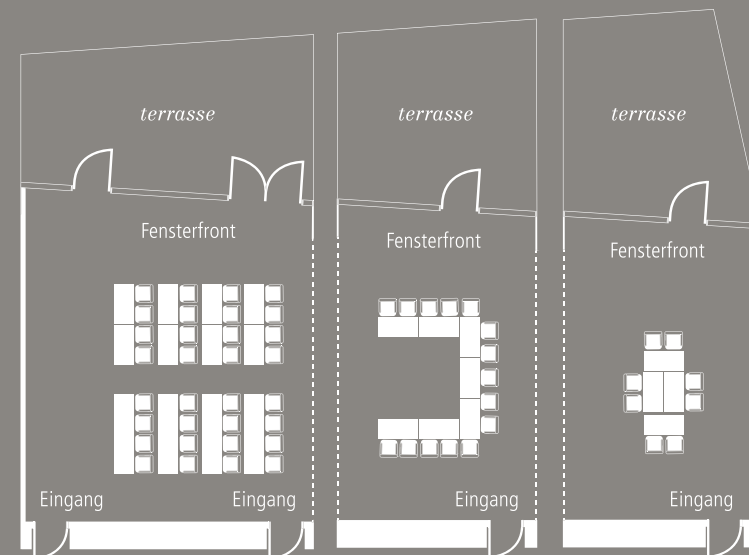 terrasse
terrasse
terrasse
Fensterfront
Fensterfront
Fensterfront
Eingang
Eingang
Eingang
Eingang